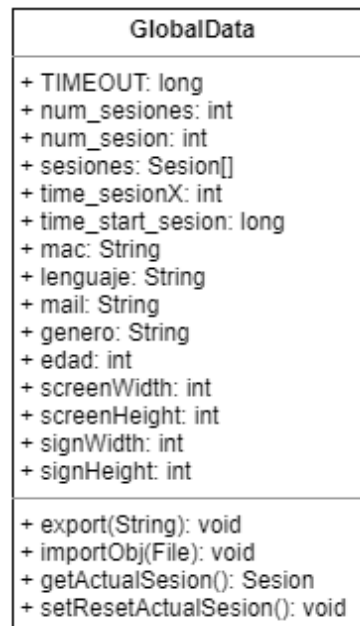 GlobalData
+ TIMEOUT: long
+ num_sesiones: int
+ num_sesion: int
+ sesiones: Sesion[]
+ time_sesionX: int
+ time_start_sesion: long
+ mac: String
+ lenguaje: String
+ mail: String
+ genero: String
+ edad: int
+ screenWidth: int
+ screenHeight: int
+ signWidth: int
+ signHeight: int
+ export(String): void
+ importObj(File): void
+ getActualSesion(): Sesion
+ setResetActualSesion(): void